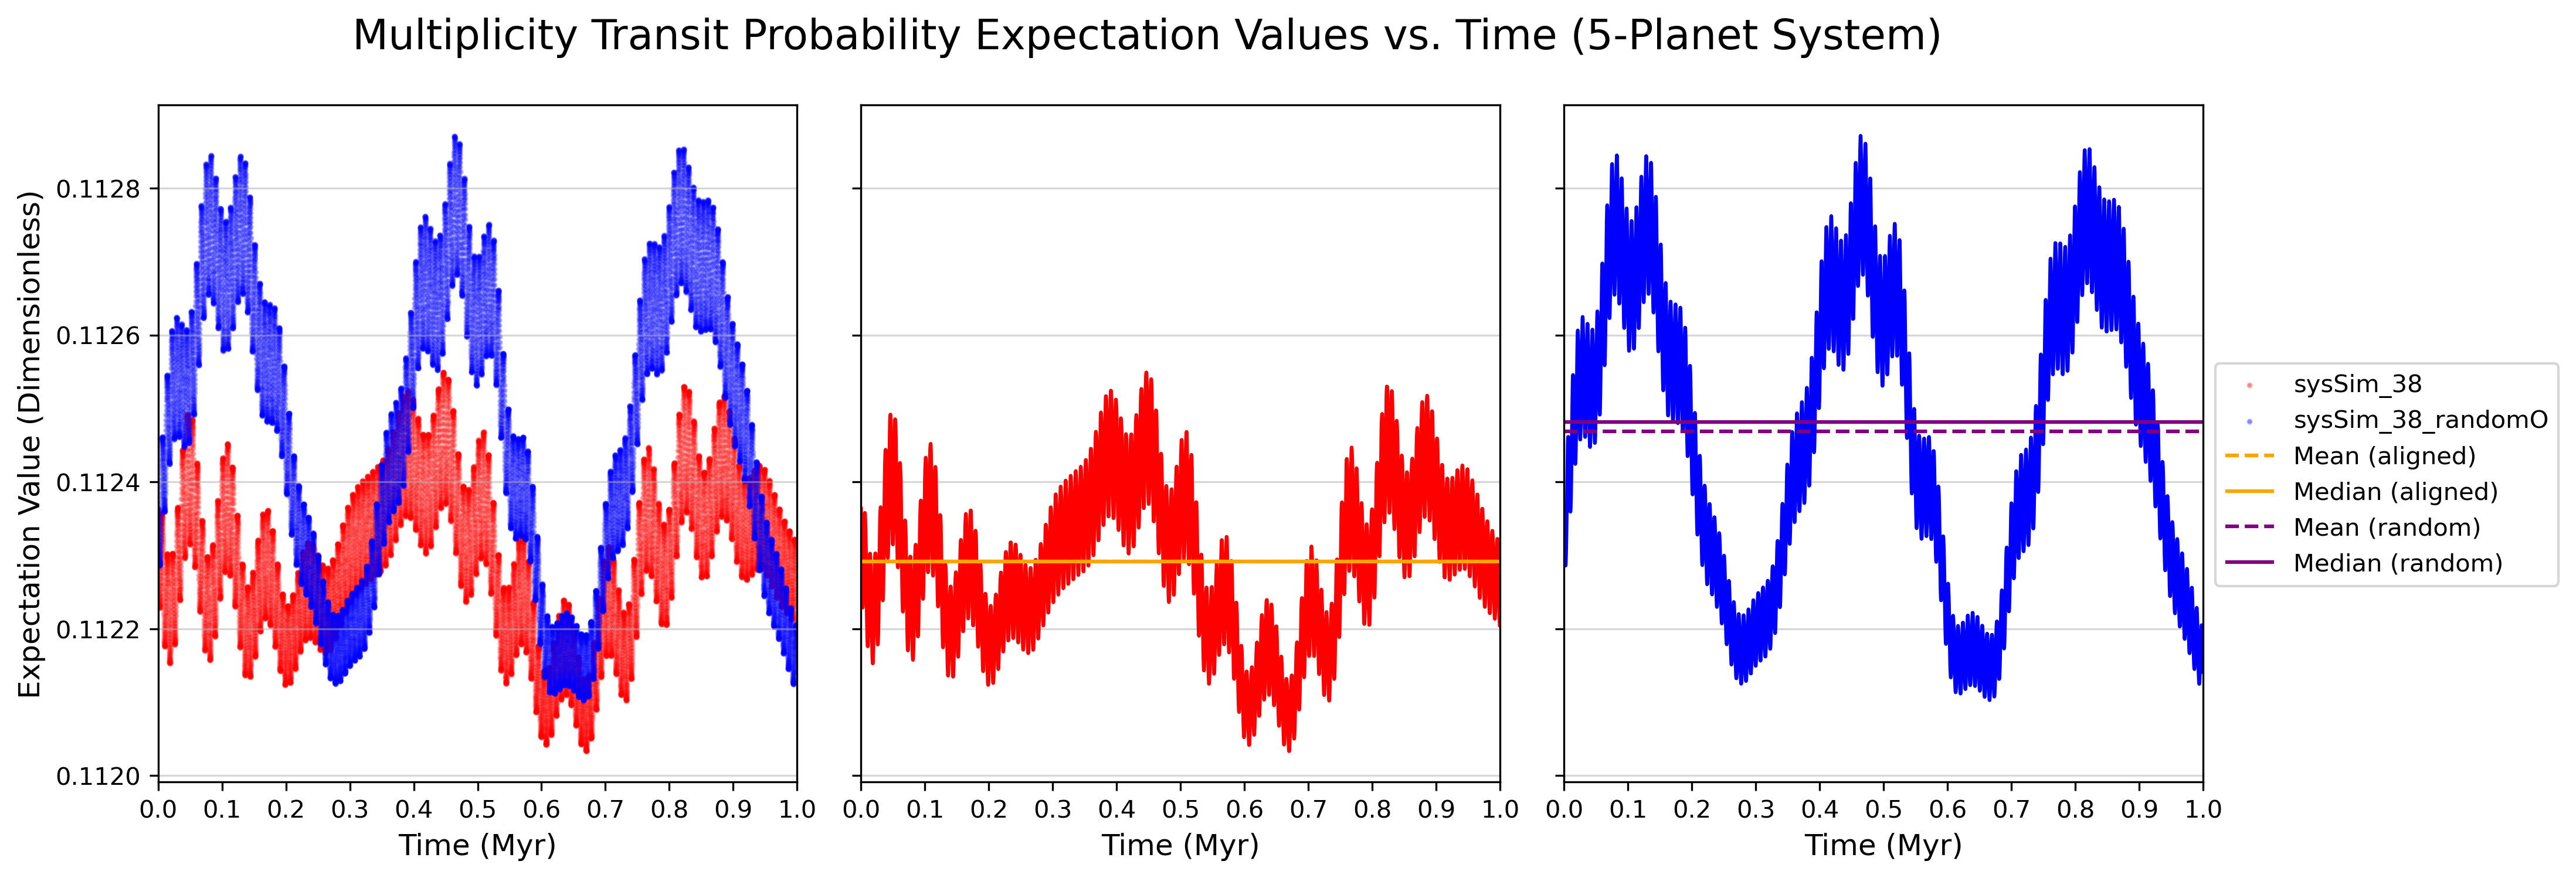 Multiplicity Transit Probability Expectation Values vs. Time (5-Planet System)
Expectation Value (Dimensionless)
0.1128
0.1126
0.1124
0.1122
0.1120
0.0 0.1 0.2 0.3 0.4 0.5 0.6 0.7 0.8 0.9 1.0
Time (Myr)
0.0 0.1 0.2 0.3 0.4 0.5 0.6 0.7 0.8 0.9 1.0
Time (Myr)
0.0 0.1 0.2 0.3 0.4 0.5 0.6 0.7 0.8 0.9 1.0
Time (Myr)
sysSim_38
sysSim_38_randomO
Mean (aligned)
Median (aligned)
Mean (random)
Median (random)